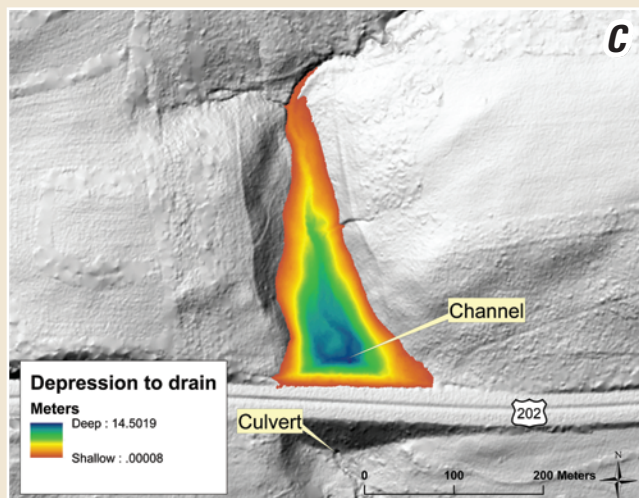 C
Channel
Depression to drain
Meters
Deep : 14.5019
Shallow : .00008
202
Culvert
N
0 100 200 Meters